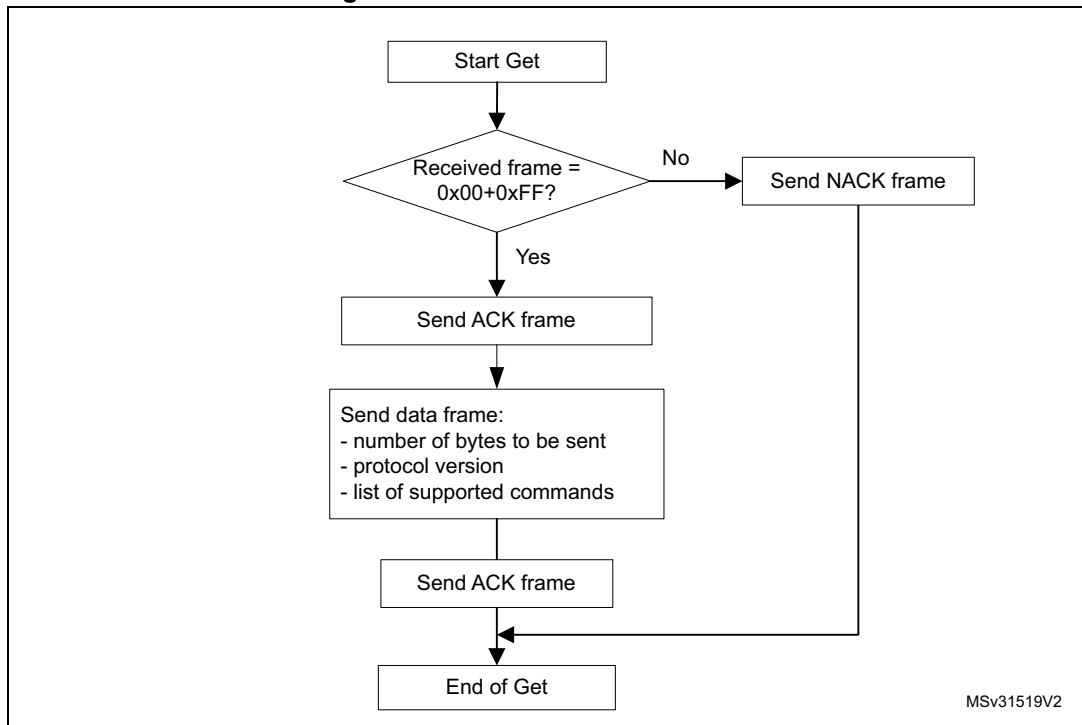 Start Get
Received frame =
0x00+0xFF?
No
Send NACK frame
Yes
Send ACK frame
Send data frame:
- number of bytes to be sent
- protocol version
- list of supported commands
Send ACK frame
End of Get
MSv31519V2